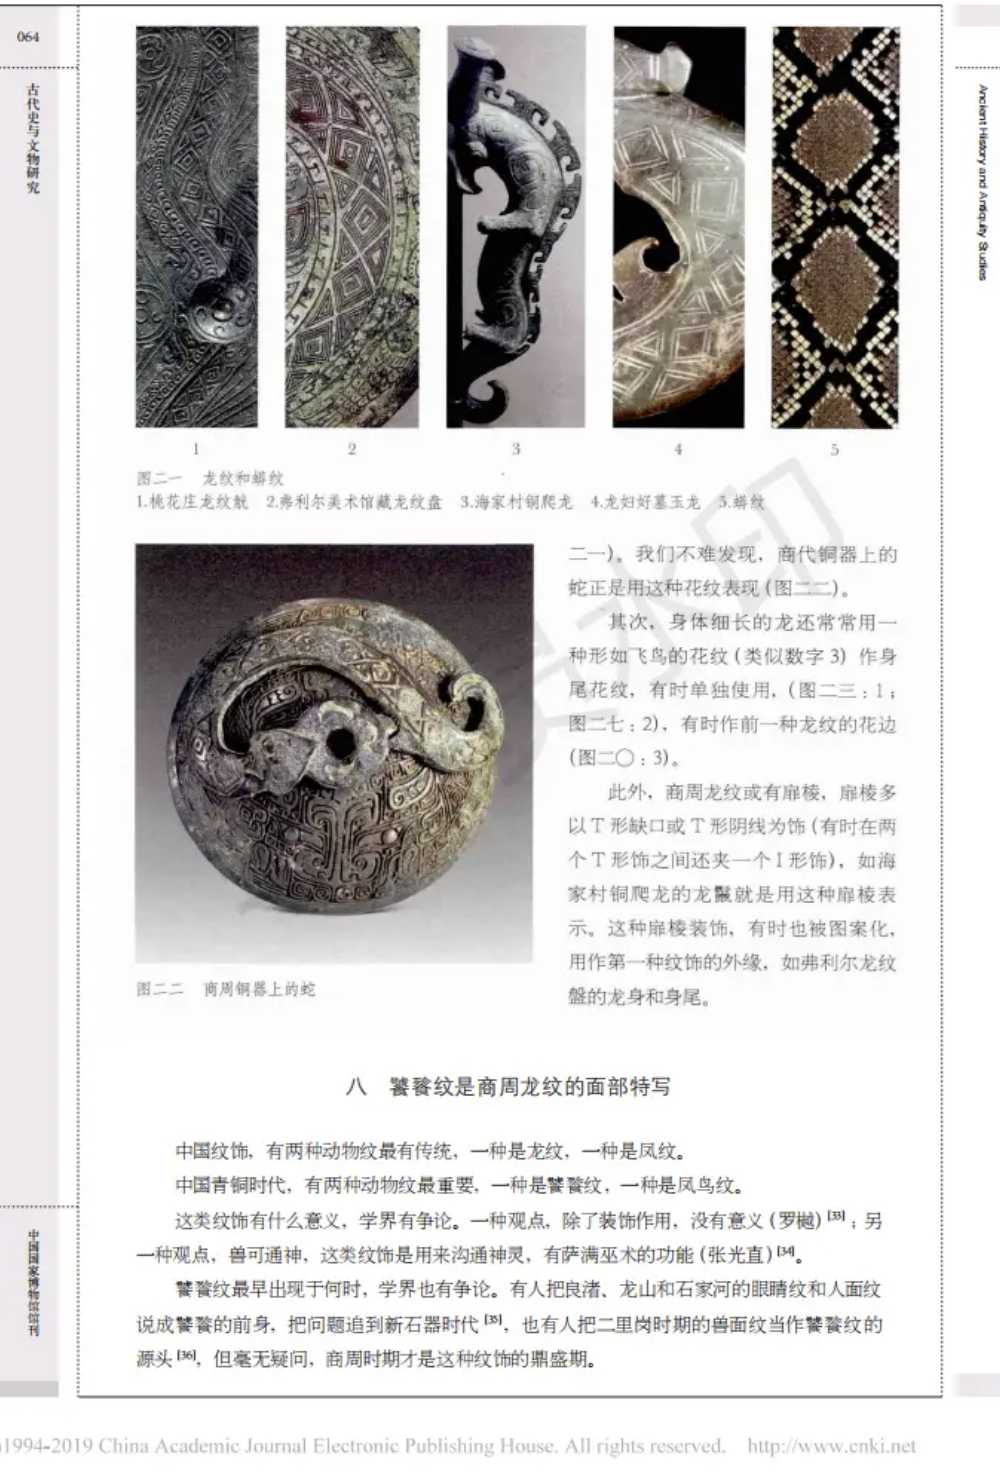 064
古代史与文物研究
Ancient History and Antiquity Studies
1 2 3 4 5
图二一 龙纹和蟒纹
1.桃花庄龙纹觥 2.弗利尔美术馆藏龙纹盘 3.海家村铜爬龙 4.龙妇好墓玉龙 5.蟒纹
图二二 商周铜器上的蛇
二一)。我们不难发现，商代铜器上的
蛇正是用这种花纹表现(图二二)。
其次，身体细长的龙还常常用一
种形如飞鸟的花纹(类似数字3) 作身
尾花纹，有时单独使用，(图二三：1；
图二七：2)，有时作前一种龙纹的花边
(图二〇：3)。
此外，商周龙纹或有扉棱，扉棱多
以T形缺口或T形阴线为饰(有时在两
个T形饰之间还夹一个I形饰)，如海
家村铜爬龙的龙鬣就是用这种扉棱表
示。这种扉棱装饰，有时也被图案化，
用作第一种纹饰的外缘，如弗利尔龙纹
盤的龙身和身尾。
八 饕餮纹是商周龙纹的面部特写
中国纹饰，有两种动物纹最有传统，一种是龙纹，一种是凤纹。
中国青铜时代，有两种动物纹最重要，一种是饕餮纹，一种是凤鸟纹。
这类纹饰有什么意义，学界有争论。一种观点，除了装饰作用，没有意义(罗樾)[33]；另
一种观点，兽可通神，这类纹饰是用来沟通神灵，有萨满巫术的功能(张光直)[34]。
饕餮纹最早出现于何时，学界也有争论。有人把良渚、龙山和石家河的眼睛纹和人面纹
说成饕餮的前身，把问题追到新石器时代[35]，也有人把二里岗时期的兽面纹当作饕餮纹的
源头[36]，但毫无疑问，商周时期才是这种纹饰的鼎盛期。
中国国家博物馆馆刊
1994-2019 China Academic Journal Electronic Publishing House. All rights reserved. http://www.cnki.net
水印